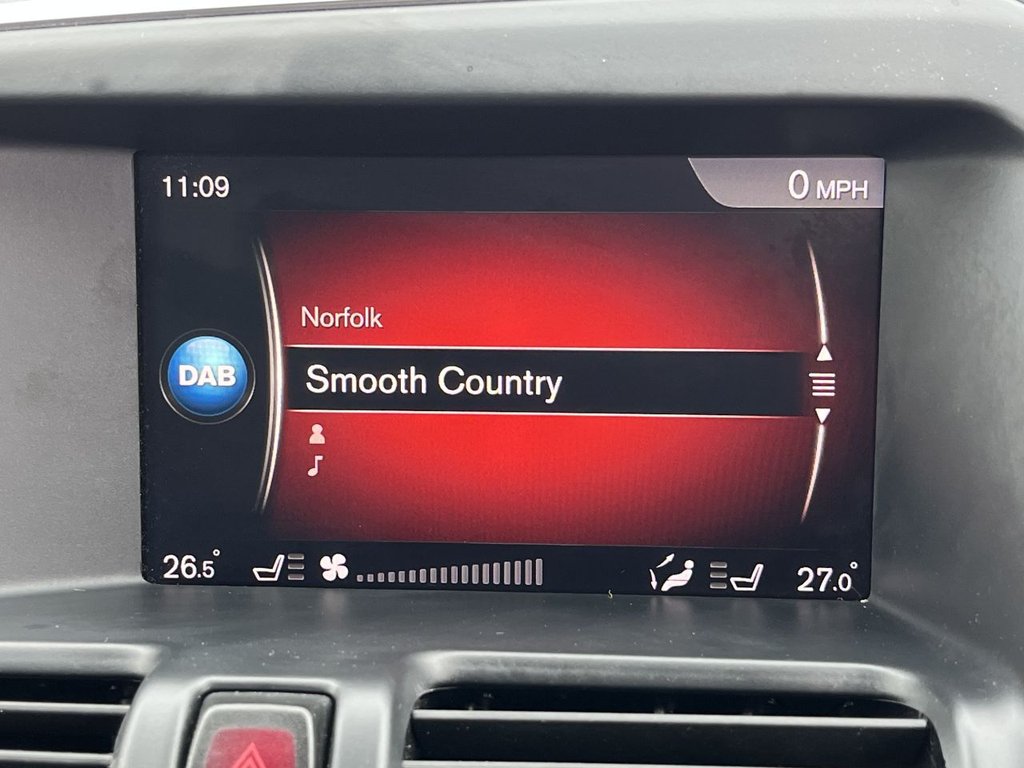 11:09
0 MPH
Norfolk
DAB
Smooth Country
26.5°
27.0°